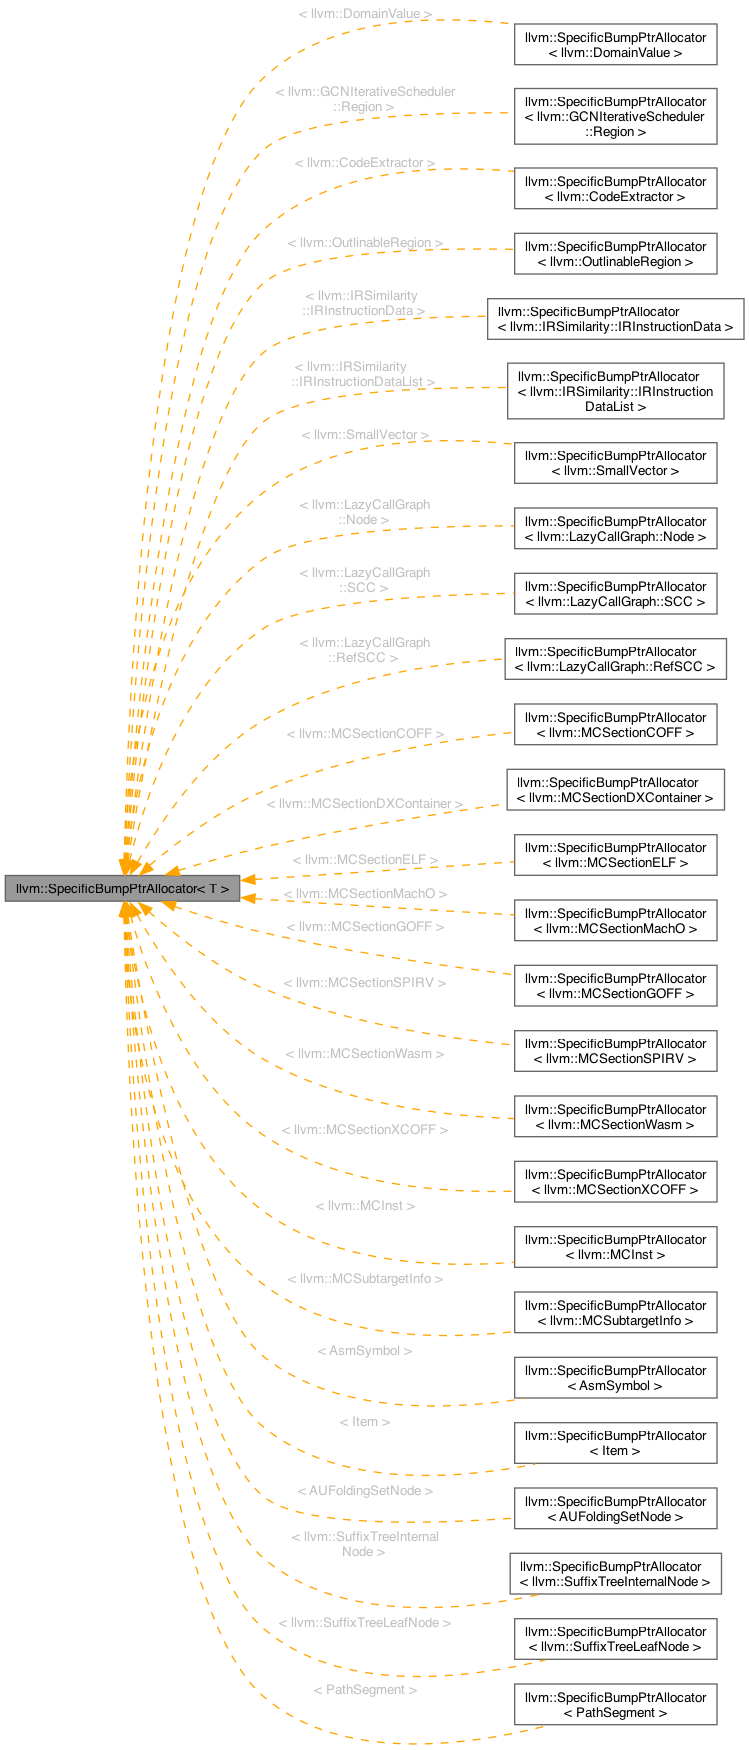 < llvm::DomainValue >
llvm::SpecificBumpPtrAllocator
< llvm::DomainValue >
< llvm::GCNIterativeScheduler
::Region >
llvm::SpecificBumpPtrAllocator
< llvm::GCNIterativeScheduler
::Region >
< llvm::CodeExtractor >
llvm::SpecificBumpPtrAllocator
< llvm::CodeExtractor >
< llvm::OutlinableRegion >
llvm::SpecificBumpPtrAllocator
< llvm::OutlinableRegion >
< llvm::IRSimilarity
::IRInstructionData >
llvm::SpecificBumpPtrAllocator
< llvm::IRSimilarity::IRInstructionData >
< llvm::IRSimilarity
::IRInstructionDataList >
llvm::SpecificBumpPtrAllocator
< llvm::IRSimilarity::IRInstruction
DataList >
< llvm::SmallVector >
llvm::SpecificBumpPtrAllocator
< llvm::SmallVector >
< llvm::LazyCallGraph
::Node >
llvm::SpecificBumpPtrAllocator
< llvm::LazyCallGraph::Node >
< llvm::LazyCallGraph
::SCC >
llvm::SpecificBumpPtrAllocator
< llvm::LazyCallGraph::SCC >
< llvm::LazyCallGraph
::RefSCC >
llvm::SpecificBumpPtrAllocator
< llvm::LazyCallGraph::RefSCC >
< llvm::MCSectionCOFF >
llvm::SpecificBumpPtrAllocator
< llvm::MCSectionCOFF >
< llvm::MCSectionDXContainer >
llvm::SpecificBumpPtrAllocator
< llvm::MCSectionDXContainer >
< llvm::MCSectionELF >
llvm::SpecificBumpPtrAllocator
< llvm::MCSectionELF >
llvm::SpecificBumpPtrAllocator< T >
< llvm::MCSectionMachO >
llvm::SpecificBumpPtrAllocator
< llvm::MCSectionMachO >
< llvm::MCSectionGOFF >
llvm::SpecificBumpPtrAllocator
< llvm::MCSectionGOFF >
< llvm::MCSectionSPIRV >
llvm::SpecificBumpPtrAllocator
< llvm::MCSectionSPIRV >
< llvm::MCSectionWasm >
llvm::SpecificBumpPtrAllocator
< llvm::MCSectionWasm >
< llvm::MCSectionXCOFF >
llvm::SpecificBumpPtrAllocator
< llvm::MCSectionXCOFF >
< llvm::MCInst >
llvm::SpecificBumpPtrAllocator
< llvm::MCInst >
< llvm::MCSubtargetInfo >
llvm::SpecificBumpPtrAllocator
< llvm::MCSubtargetInfo >
< AsmSymbol >
llvm::SpecificBumpPtrAllocator
< AsmSymbol >
< Item >
llvm::SpecificBumpPtrAllocator
< Item >
< AUFoldingSetNode >
llvm::SpecificBumpPtrAllocator
< AUFoldingSetNode >
< llvm::SuffixTreeInternal
Node >
llvm::SpecificBumpPtrAllocator
< llvm::SuffixTreeInternalNode >
< llvm::SuffixTreeLeafNode >
llvm::SpecificBumpPtrAllocator
< llvm::SuffixTreeLeafNode >
< PathSegment >
llvm::SpecificBumpPtrAllocator
< PathSegment >